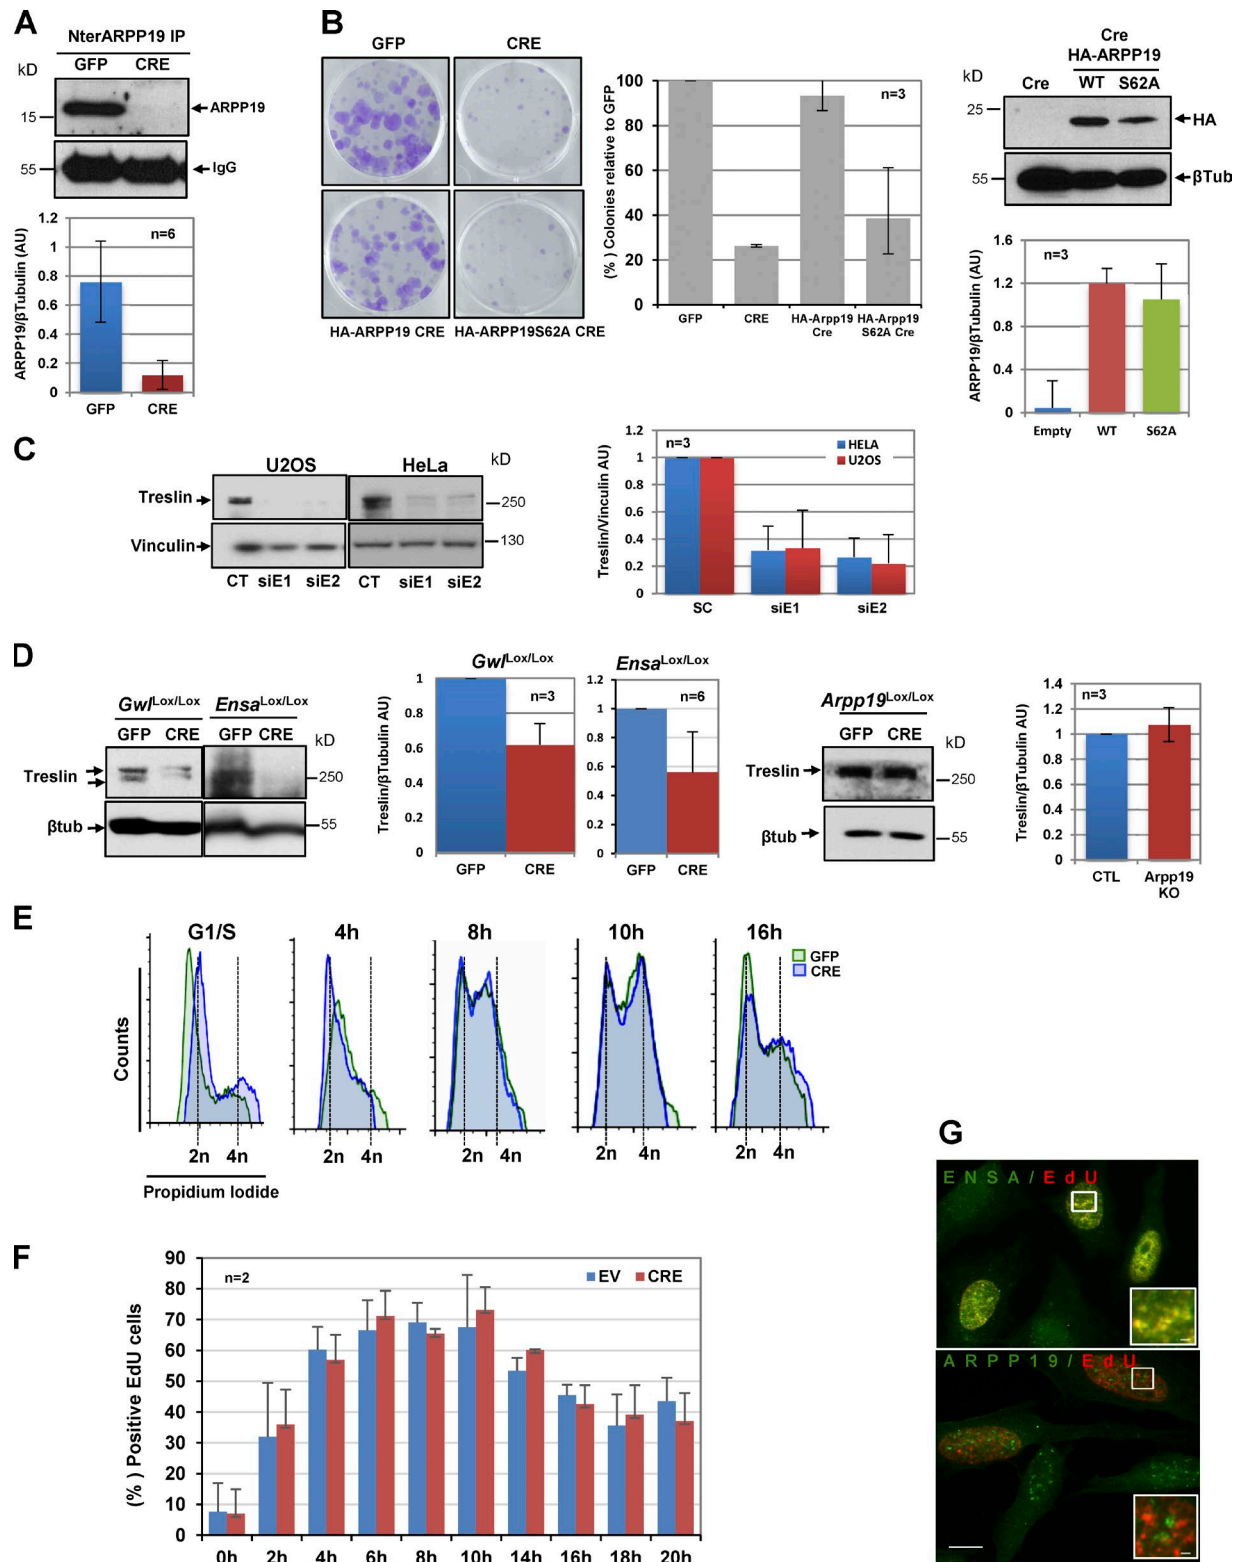 A
NterARPP19 IP
kD
GFP
CRE
ARPP19
15
55
IgG
ARPP19/βTubulin (AU)
n=6
1.2
1
0.8
0.6
0.4
0.2
0
GFP
CRE
B
GFP
CRE
HA-ARPP19 CRE
HA-ARPP19S62A CRE
(% ) Colonies relative to GFP
n=3
100
80
60
40
20
0
GFP
CRE
HA-Arpp19 Cre
HA-Arpp19 S62A Cre
Cre
HA-ARPP19
kD
Cre
WT
S62A
25
HA
55
βTub
ARPP19/βTubulin (AU)
n=3
1.6
1.2
0.8
0.4
0
Empty
WT
S62A
C
U2OS
HeLa
kD
Treslin
250
Vinculin
130
CT siE1 siE2
CT siE1 siE2
Treslin/Vinculin AU)
n=3
HELA
U2OS
1.2
1
0.8
0.6
0.4
0.2
0
SC
siE1
siE2
D
Gwl Lox/Lox
Ensa Lox/Lox
GFP CRE
GFP CRE
kD
Treslin
250
βtub
55
Gwl Lox/Lox
Treslin/βTubulin AU)
n=3
1
0.8
0.6
0.4
0.2
0
GFP
CRE
Ensa Lox/Lox
n=6
1.2
1
0.8
0.6
0.4
0.2
0
GFP
CRE
Arpp19 Lox/Lox
GFP CRE
kD
Treslin
250
βtub
55
Treslin/βTubulin AU)
n=3
1.4
1.2
1
0.8
0.6
0.4
0.2
0
CTL
Arpp19 KO
E
G1/S
4h
8h
10h
16h
GFP
CRE
Counts
2n 4n
2n 4n
2n 4n
2n 4n
2n 4n
Propidium Iodide
F
(% ) Positive EdU cells
n=2
EV
CRE
90
80
70
60
50
40
30
20
10
0
0h
2h
4h
6h
8h
10h
14h
16h
18h
20h
G
ENSA/EdU
ARPP19/EdU